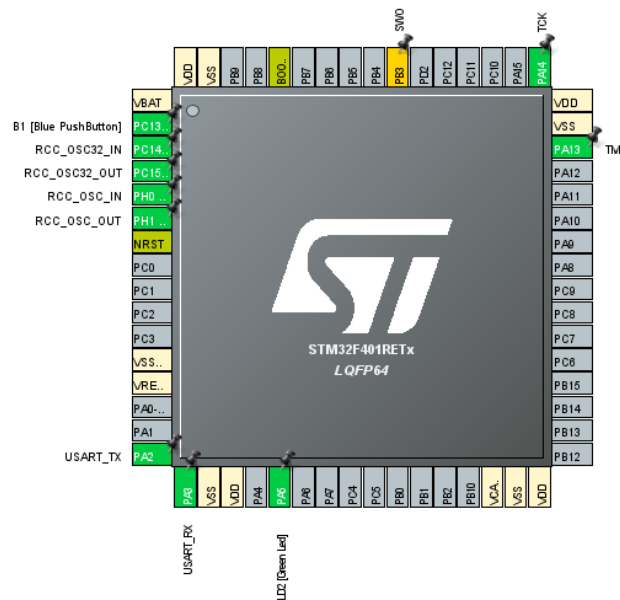 SWO
TCK
VDD
VSS
PB9
PB8
BOO..
PB7
PB6
PB5
PB4
PB3
PD2
PC12
PC11
PC10
PA15
PA14
VBAT
B1 [Blue PushButton] PC13..
RCC_OSC32_IN PC14..
RCC_OSC32_OUT PC15..
RCC_OSC_IN PH0 ..
RCC_OSC_OUT PH1 ..
NRST
PC0
PC1
PC2
PC3
VSS..
VRE..
PA0-..
PA1
USART_TX PA2
VDD
VSS
PA13 TM
PA12
PA11
PA10
PA9
PA8
PC9
PC8
PC7
PC6
PB15
PB14
PB13
PB12
STM32F401RETx
LQFP64
PA3
VSS
VDD
PA4
PA5
PA6
PA7
PC4
PC5
PB0
PB1
PB2
PB10
VCA..
VSS
VDD
USART_RX
LD2 [Green Led]